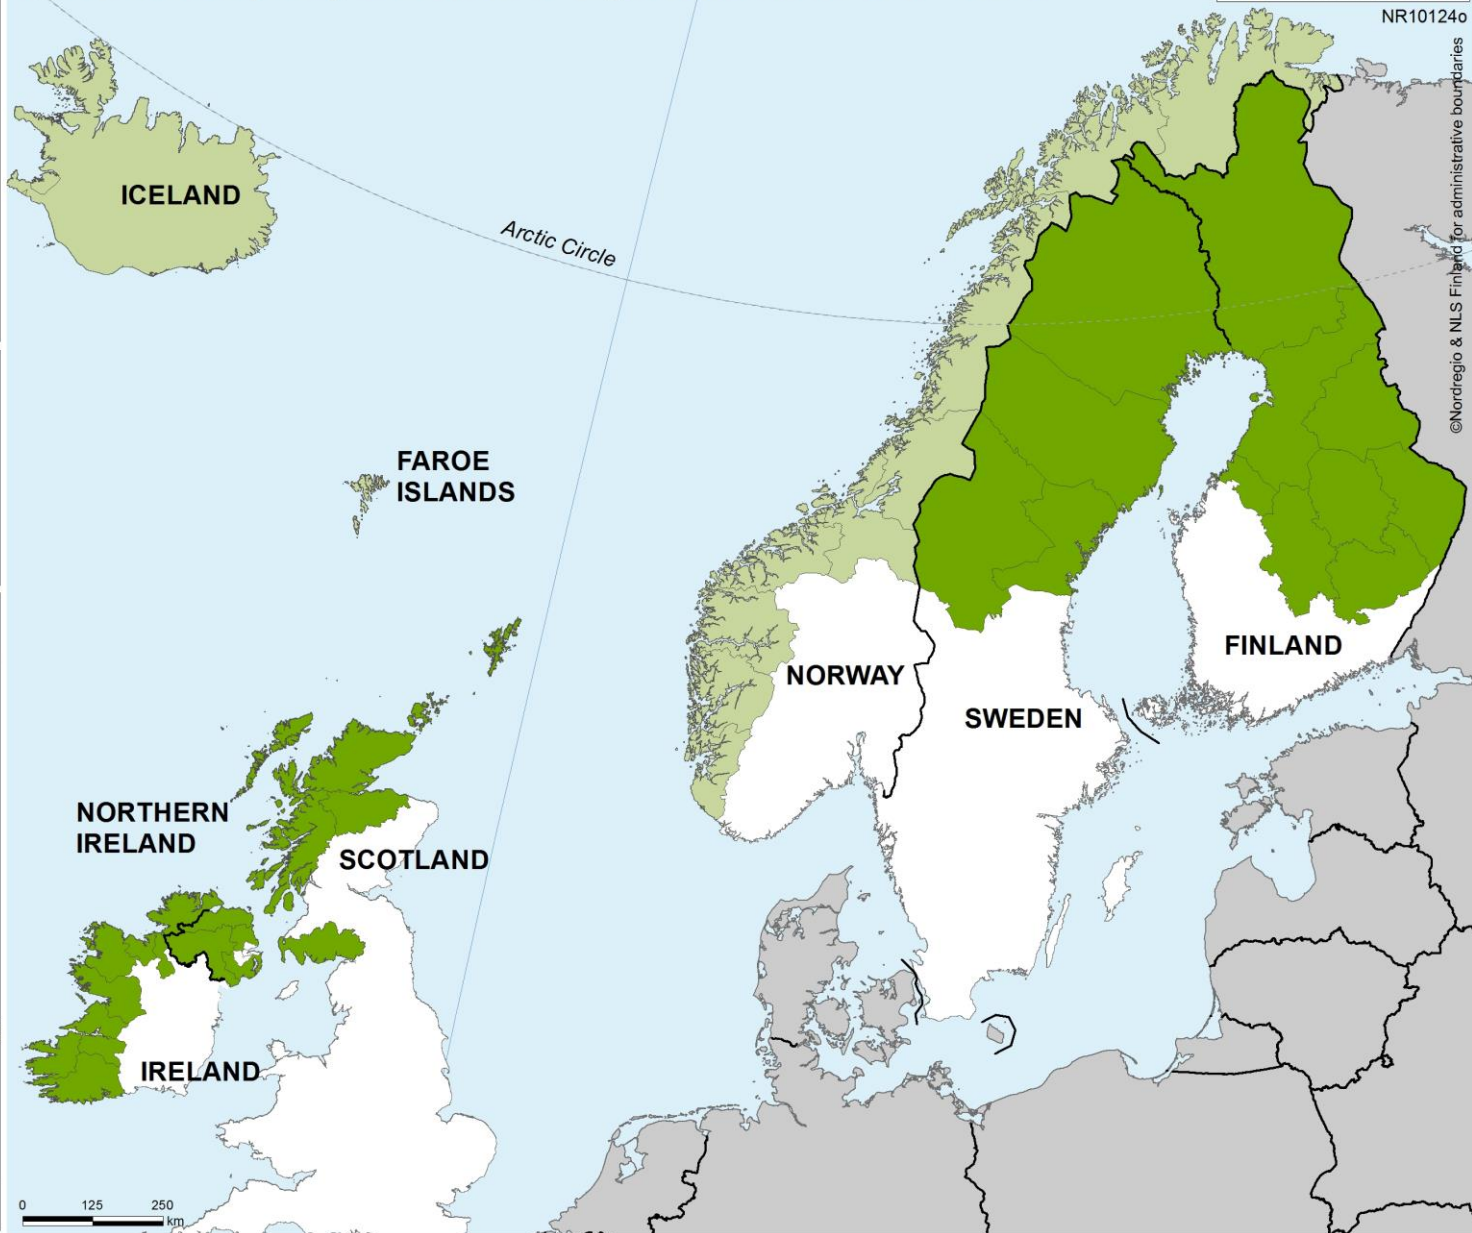 NR10124o
©Nordregio & NLS Finland for administrative boundaries
ICELAND
Arctic Circle
FAROE
ISLANDS
NORWAY
FINLAND
SWEDEN
NORTHERN
IRELAND
SCOTLAND
IRELAND
0 125 250
km